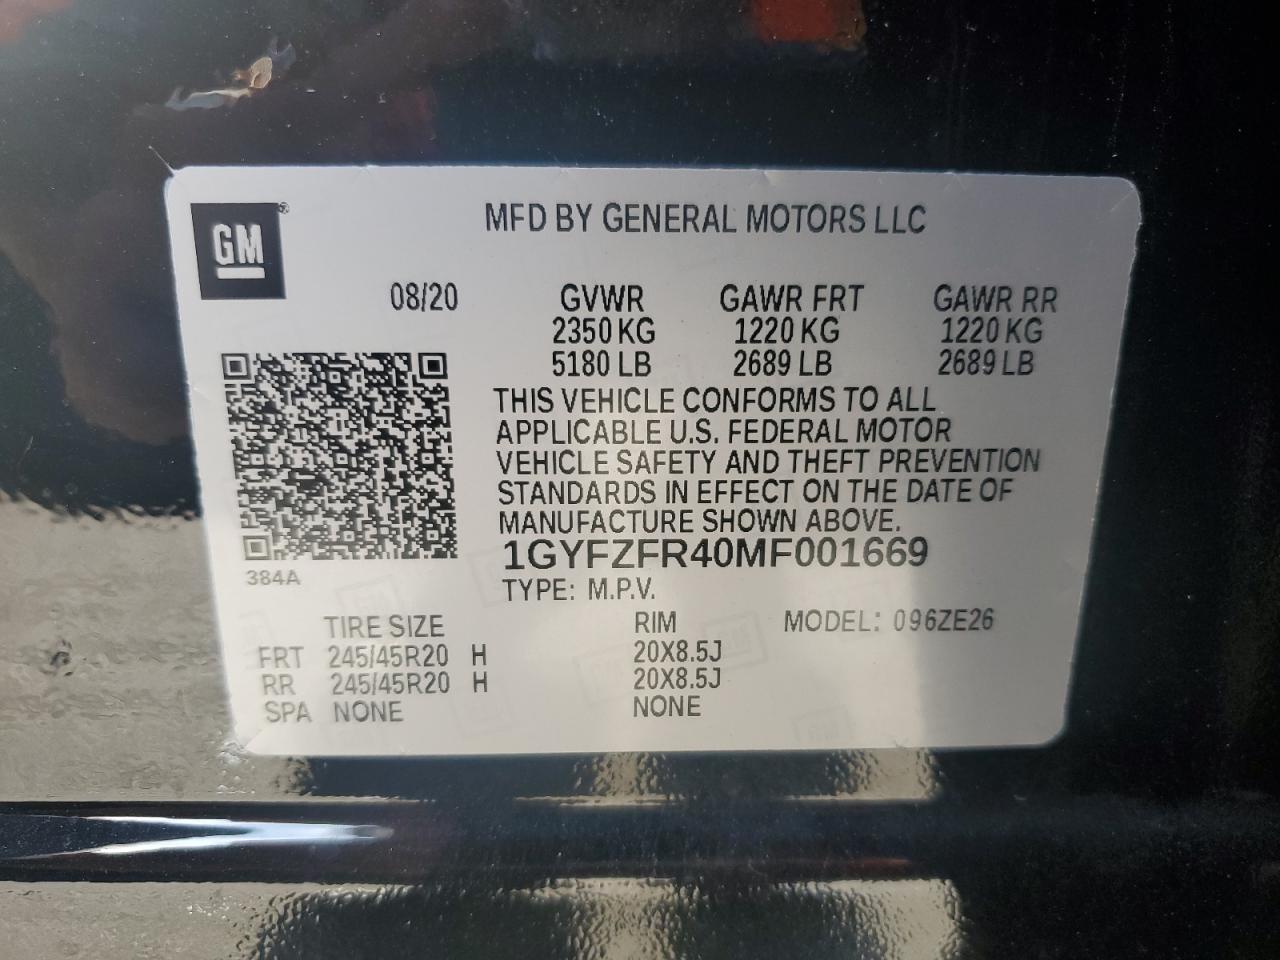 GM®
MFD BY GENERAL MOTORS LLC
08/20 GVWR GAWR FRT GAWR RR
2350 KG 1220 KG 1220 KG
5180 LB 2689 LB 2689 LB
THIS VEHICLE CONFORMS TO ALL
APPLICABLE U.S. FEDERAL MOTOR
VEHICLE SAFETY AND THEFT PREVENTION
STANDARDS IN EFFECT ON THE DATE OF
MANUFACTURE SHOWN ABOVE.
1GYFZFR40MF001669
384A
TYPE: M.P.V.
TIRE SIZE RIM MODEL: 096ZE26
FRT 245/45R20 H 20X8.5J
RR 245/45R20 H 20X8.5J
SPA NONE NONE